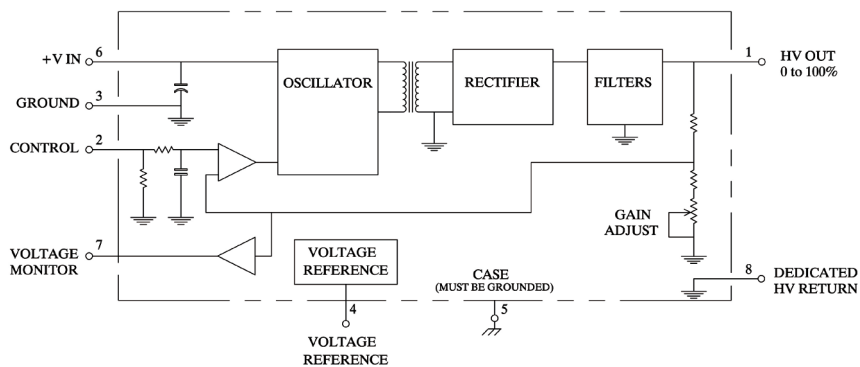 6
+V IN
3
GROUND
2
CONTROL
7
VOLTAGE
MONITOR
OSCILLATOR
RECTIFIER
FILTERS
1
HV OUT
0 to 100%
GAIN
ADJUST
8
DEDICATED
HV RETURN
VOLTAGE
REFERENCE
4
VOLTAGE
REFERENCE
CASE
(MUST BE GROUNDED)
5